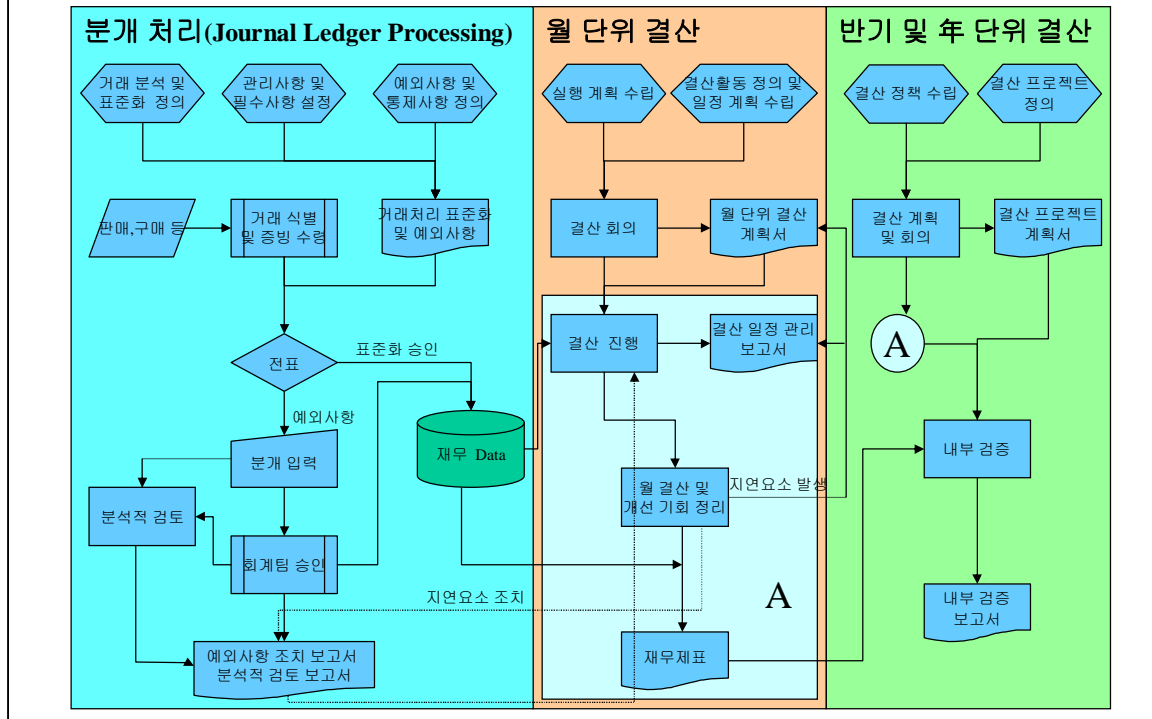 분개 처리(Journal Ledger Processing)
월 단위 결산
반기 및 年 단위 결산
거래 분석 및
표준화 정의
관리사항 및
필수사항 설정
예외사항 및
통제사항 정의
실행 계획 수립
결산활동 정의 및
일정 계획 수립
결산 정책 수립
결산 프로젝트
정의
판매,구매 등
거래 식별
및 증빙 수령
거래처리 표준화
및 예외사항
결산 회의
월 단위 결산
계획서
결산 계획
및 회의
결산 프로젝트
계획서
전표
표준화 승인
결산 진행
결산 일정 관리
보고서
A
예외사항
분개 입력
재무 Data
내부 검증
월 결산 및
개선 기회 정리
지연요소 발생
분석적 검토
회계팀 승인
지연요소 조치
A
내부 검증
보고서
예외사항 조치 보고서
분석적 검토 보고서
재무제표